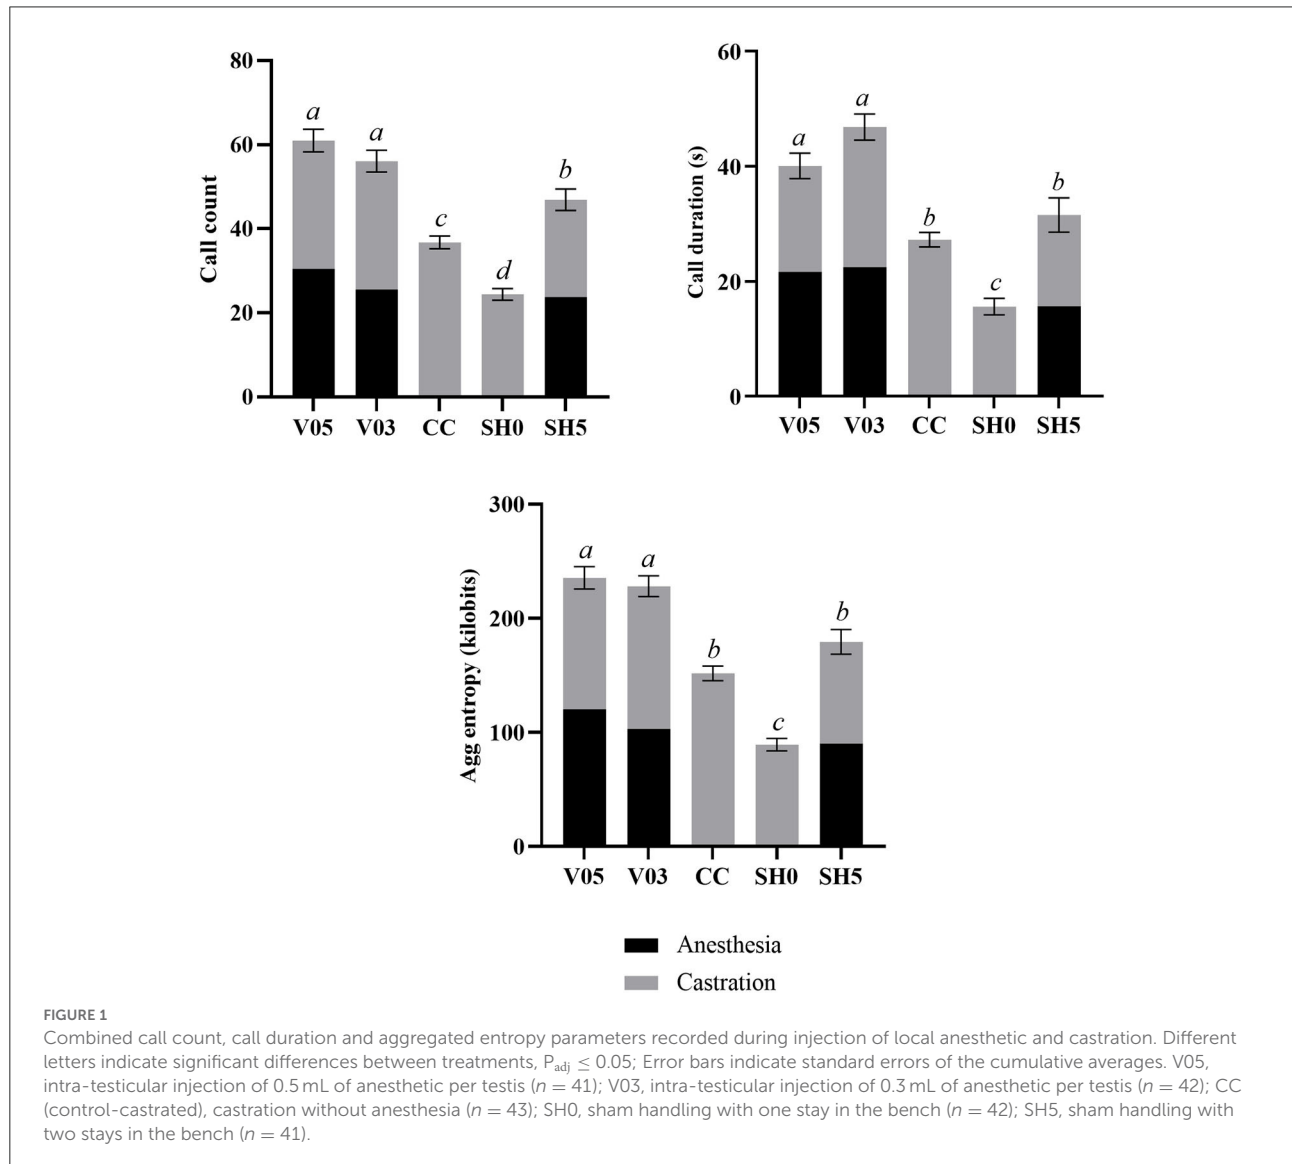 80
60
40
20
0
Call count
a
a
c
d
b
V05 V03 CC SH0 SH5
60
40
20
0
Call duration (s)
a
a
b
c
b
V05 V03 CC SH0 SH5
300
200
100
0
Agg entropy (kilobits)
a
a
b
c
b
V05 V03 CC SH0 SH5
Anesthesia
Castration
FIGURE 1
Combined call count, call duration and aggregated entropy parameters recorded during injection of local anesthetic and castration. Different
letters indicate significant differences between treatments, Padj ≤ 0.05; Error bars indicate standard errors of the cumulative averages. V05,
intra-testicular injection of 0.5 mL of anesthetic per testis (n = 41); V03, intra-testicular injection of 0.3 mL of anesthetic per testis (n = 42); CC
(control-castrated), castration without anesthesia (n = 43); SH0, sham handling with one stay in the bench (n = 42); SH5, sham handling with
two stays in the bench (n = 41).